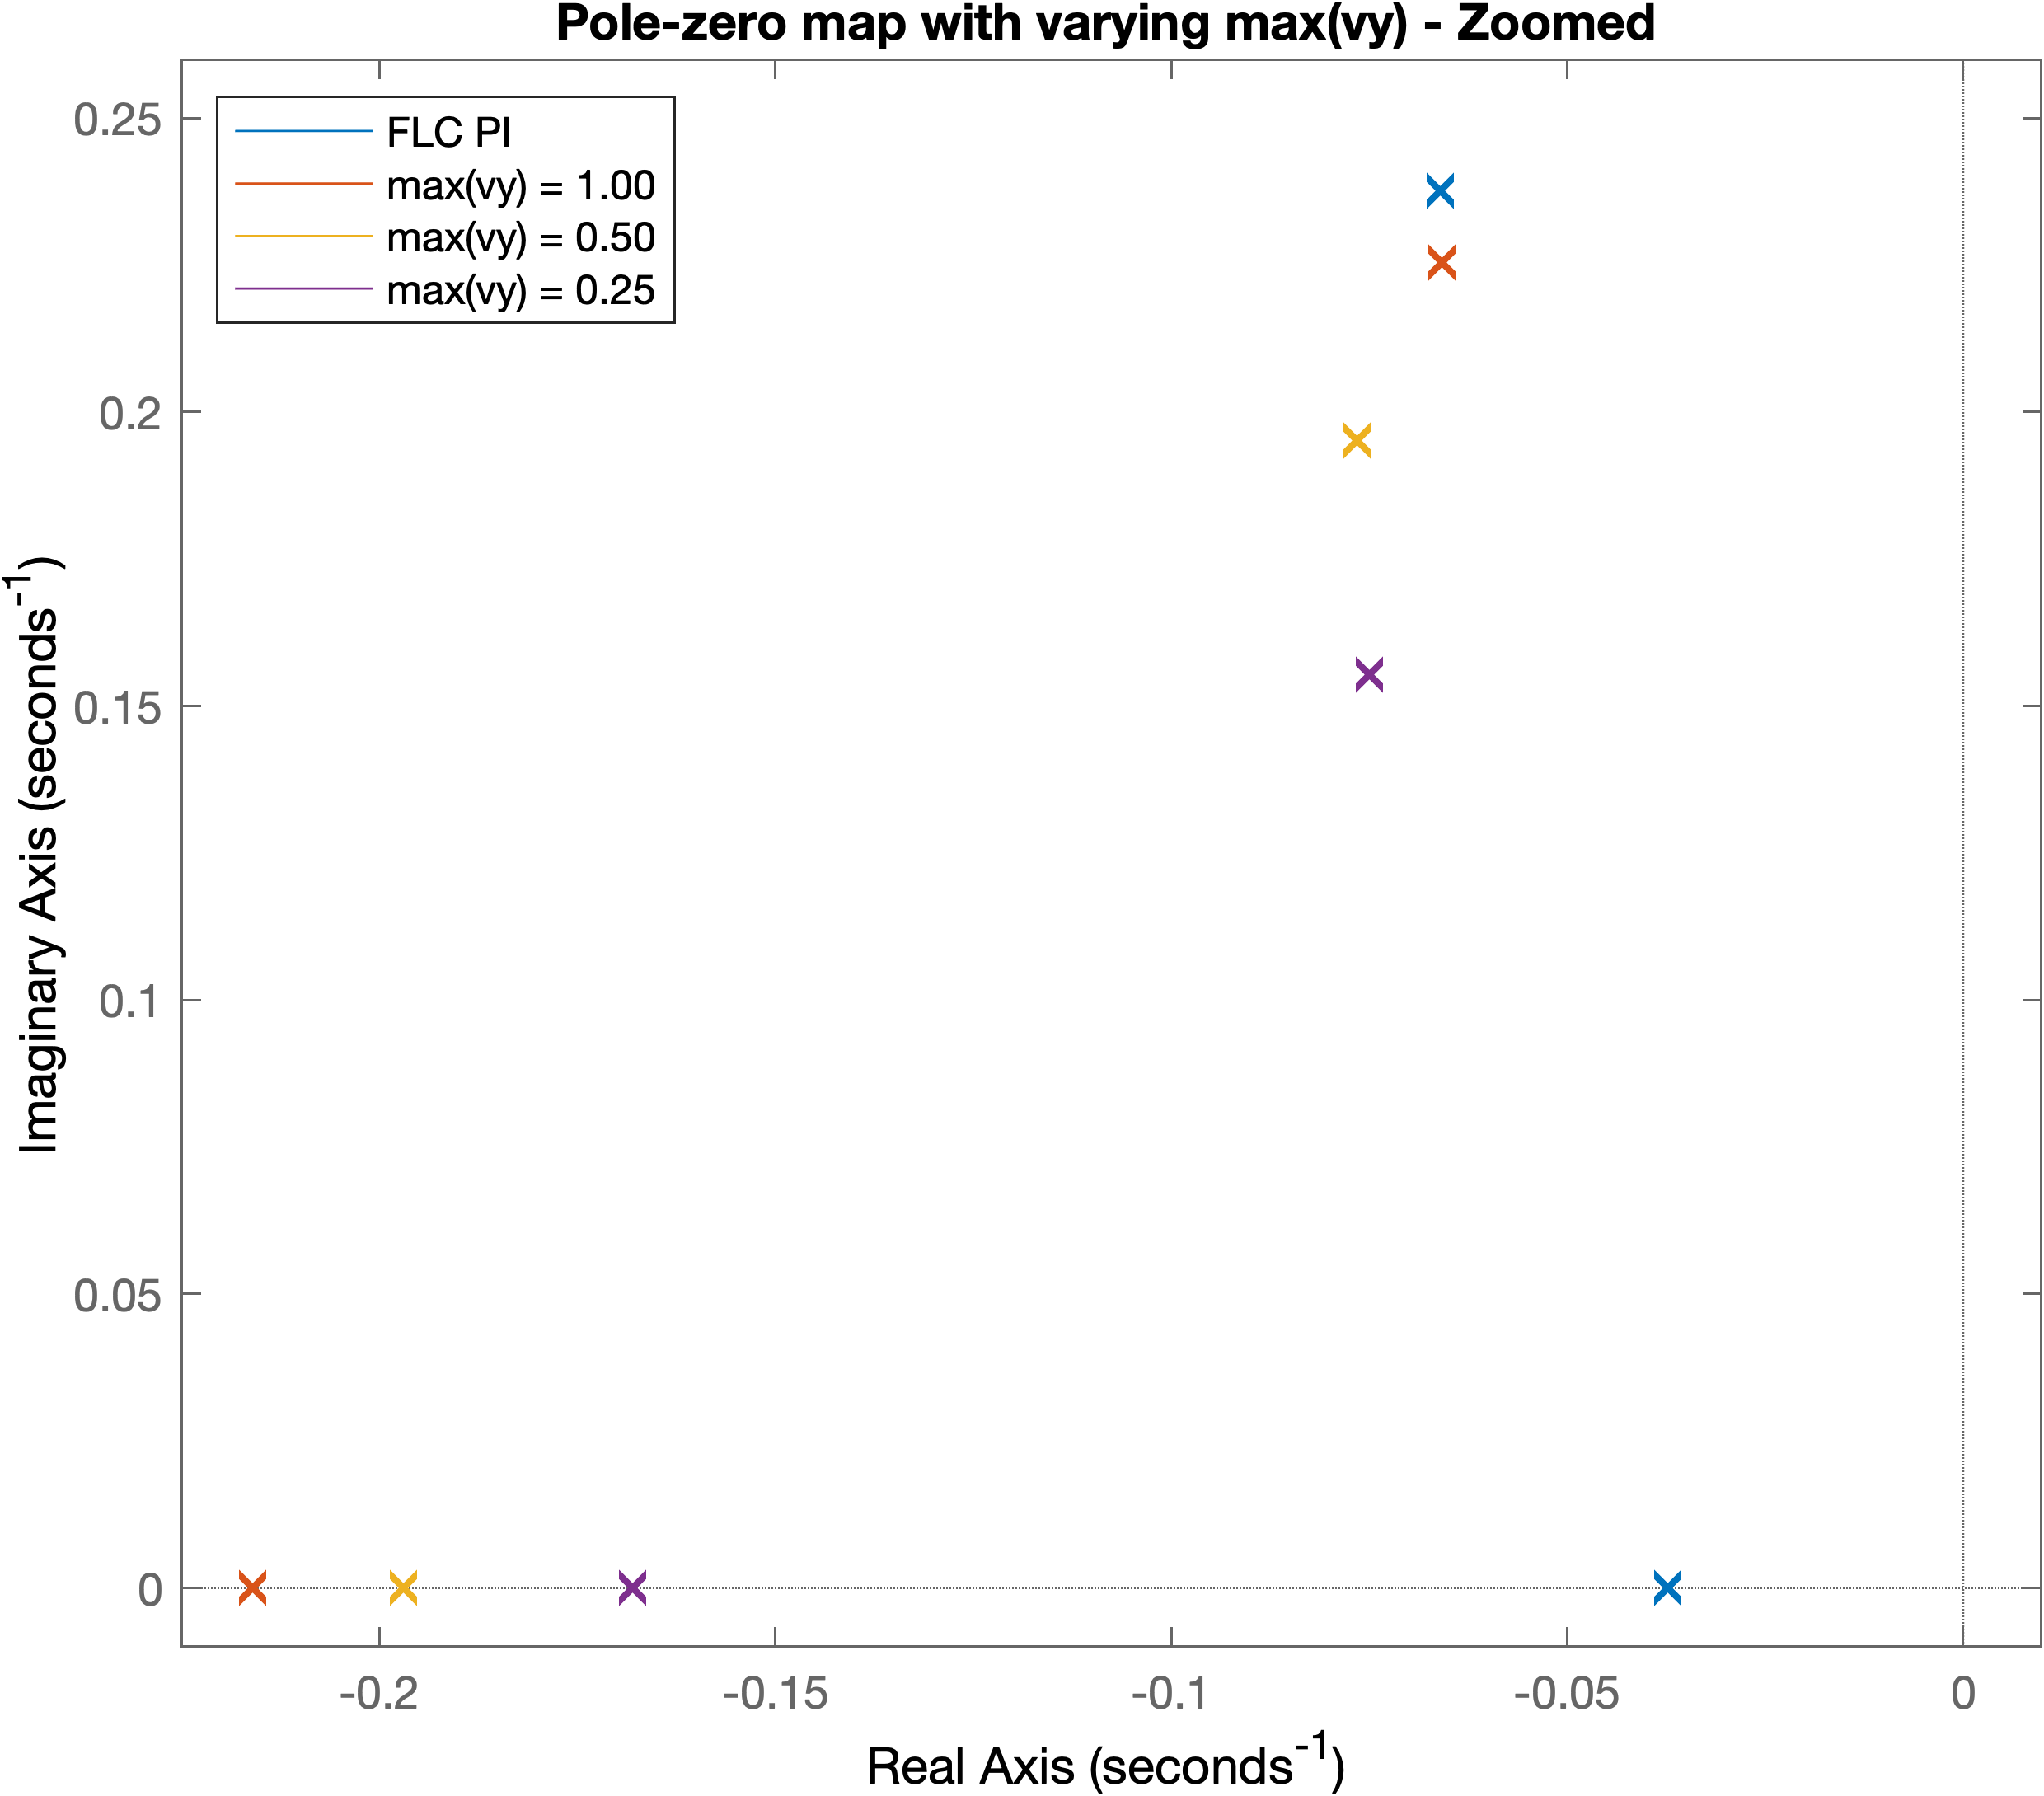 Pole-zero map with varying max(vy) - Zoomed
FLC PI
max(vy) = 1.00
max(vy) = 0.50
max(vy) = 0.25
0.25
0.2
0.15
0.1
0.05
0
Imaginary Axis (seconds-1)
-0.2
-0.15
-0.1
-0.05
0
Real Axis (seconds-1)